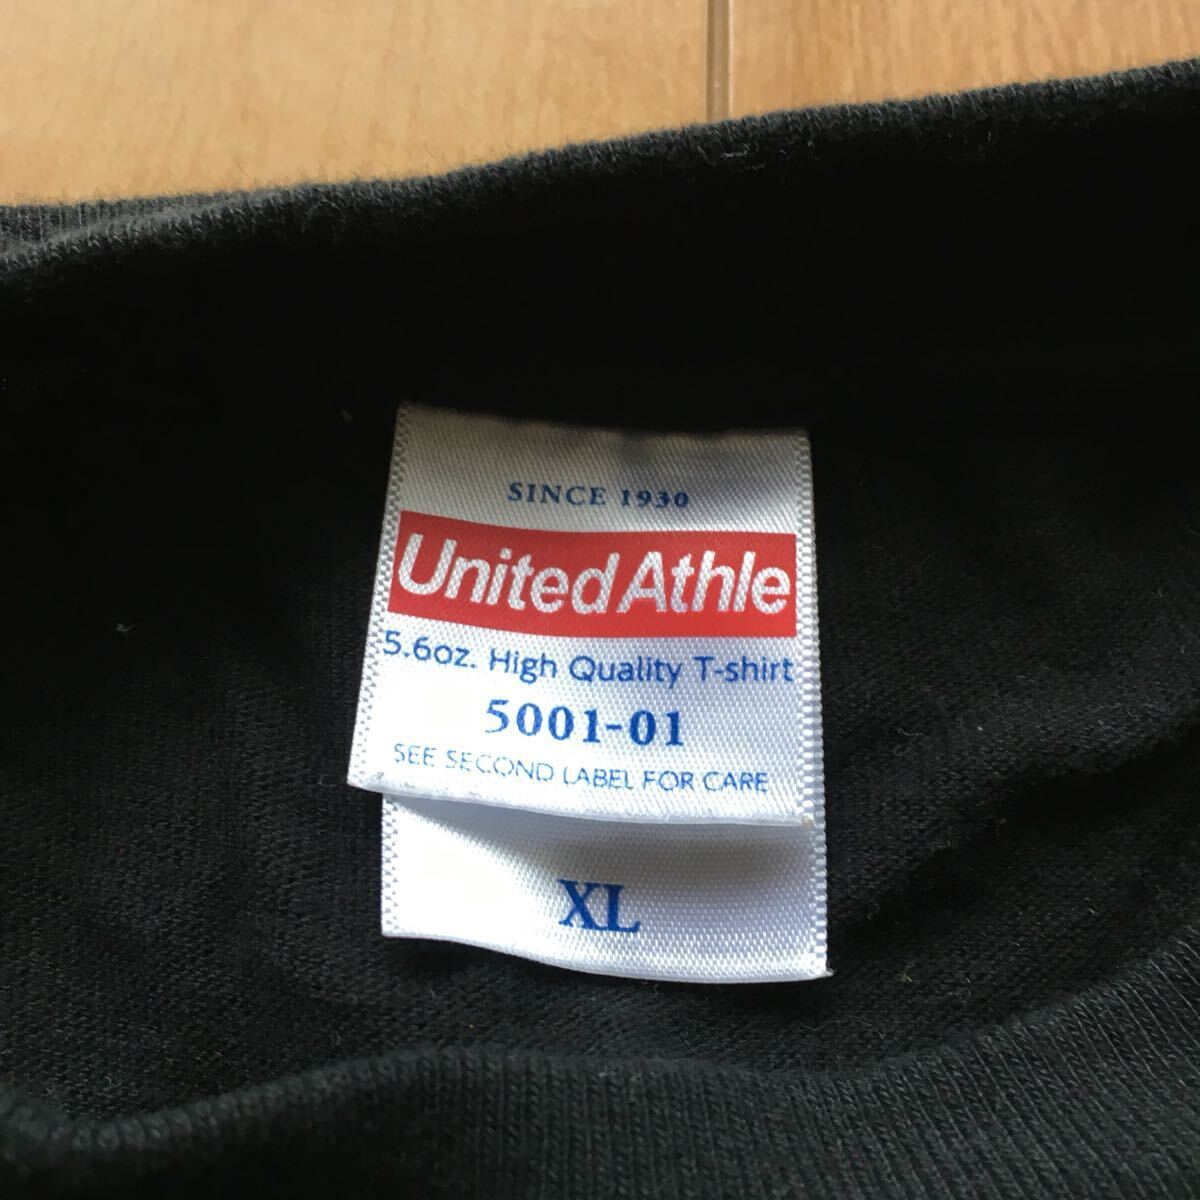 SINCE 1930
United Athle
5.6oz. High Quality T-shirt
5001-01
SEE SECOND LABEL FOR CARE
XL